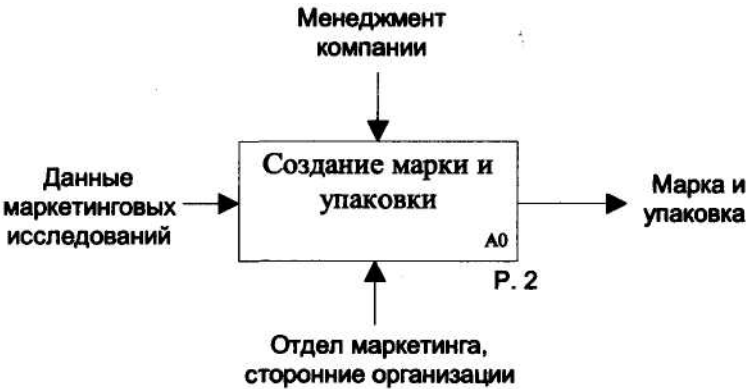 Менеджмент
компании
Создание марки и
упаковки
Данные
маркетинговых
исследований
Марка и
упаковка
A0
P. 2
Отдел маркетинга,
сторонние организации